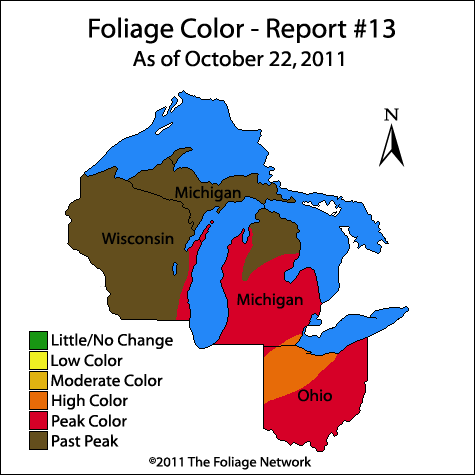 Foliage Color - Report #13
As of October 22, 2011
N
Michigan
Wisconsin
Michigan
Ohio
Little/No Change
Low Color
Moderate Color
High Color
Peak Color
Past Peak
©2011 The Foliage Network